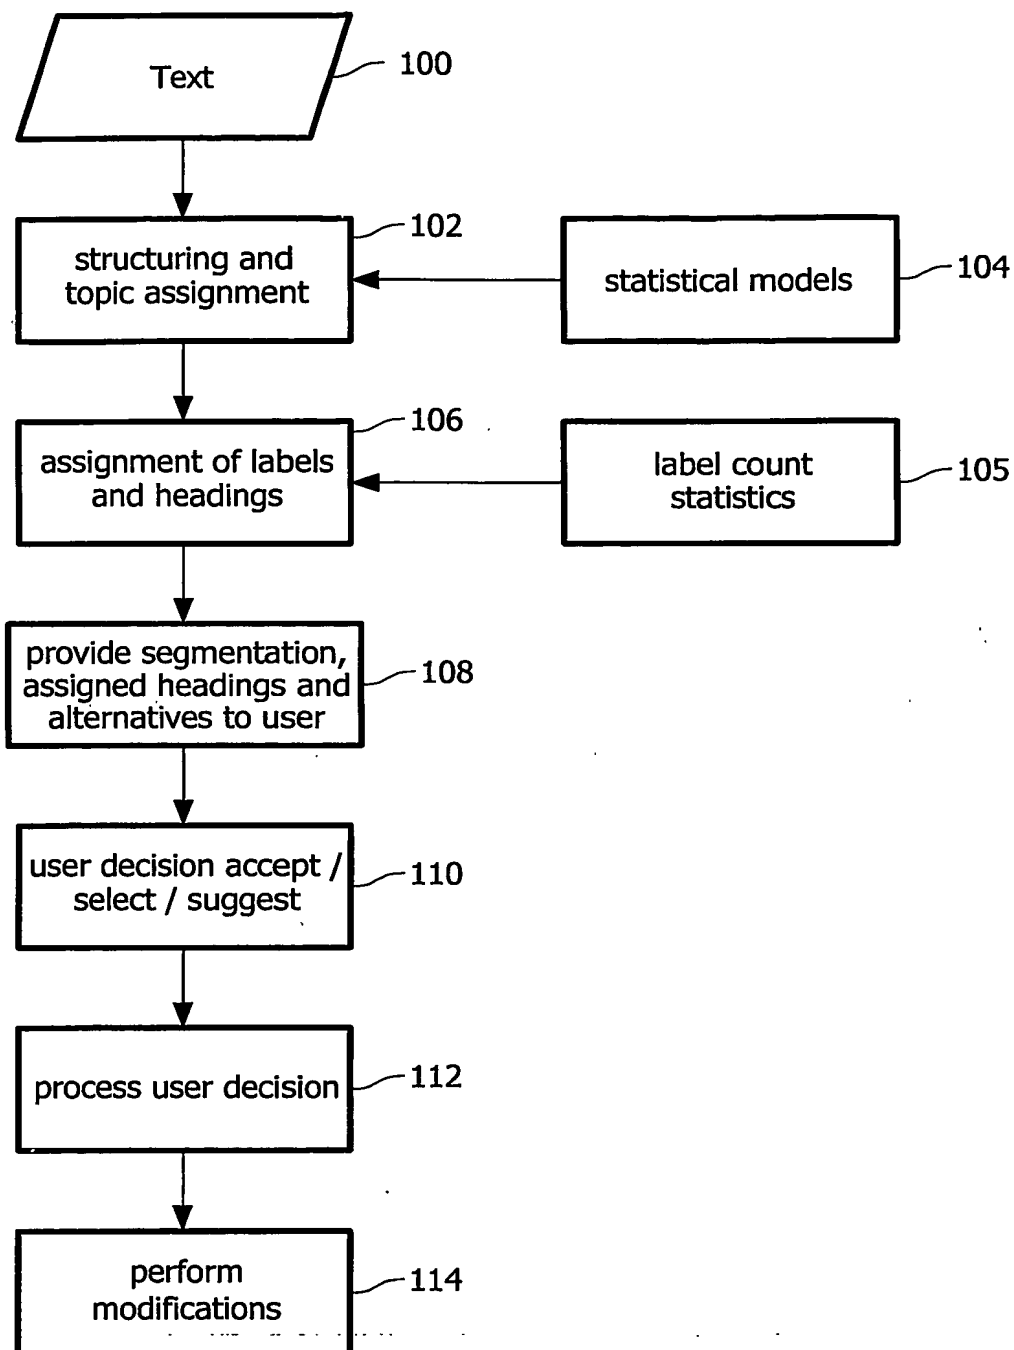 Text
100
102
structuring and
topic assignment
statistical models
104
106
assignment of labels
and headings
label count
statistics
105
provide segmentation,
assigned headings and
alternatives to user
108
user decision accept /
select / suggest
110
process user decision
112
perform
modifications
114